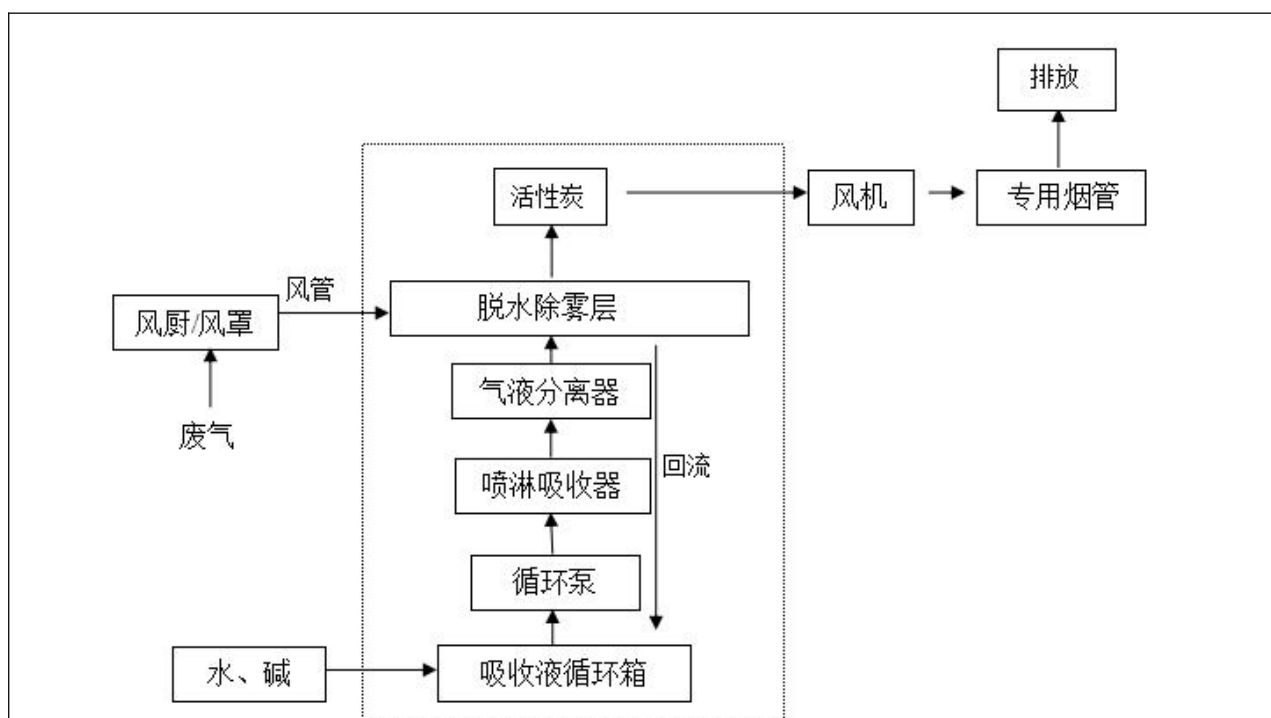 排放
活性炭
风机
专用烟管
风管
风厨/风罩
脱水除雾层
气液分离器
废气
回流
喷淋吸收器
循环泵
水、碱
吸收液循环箱